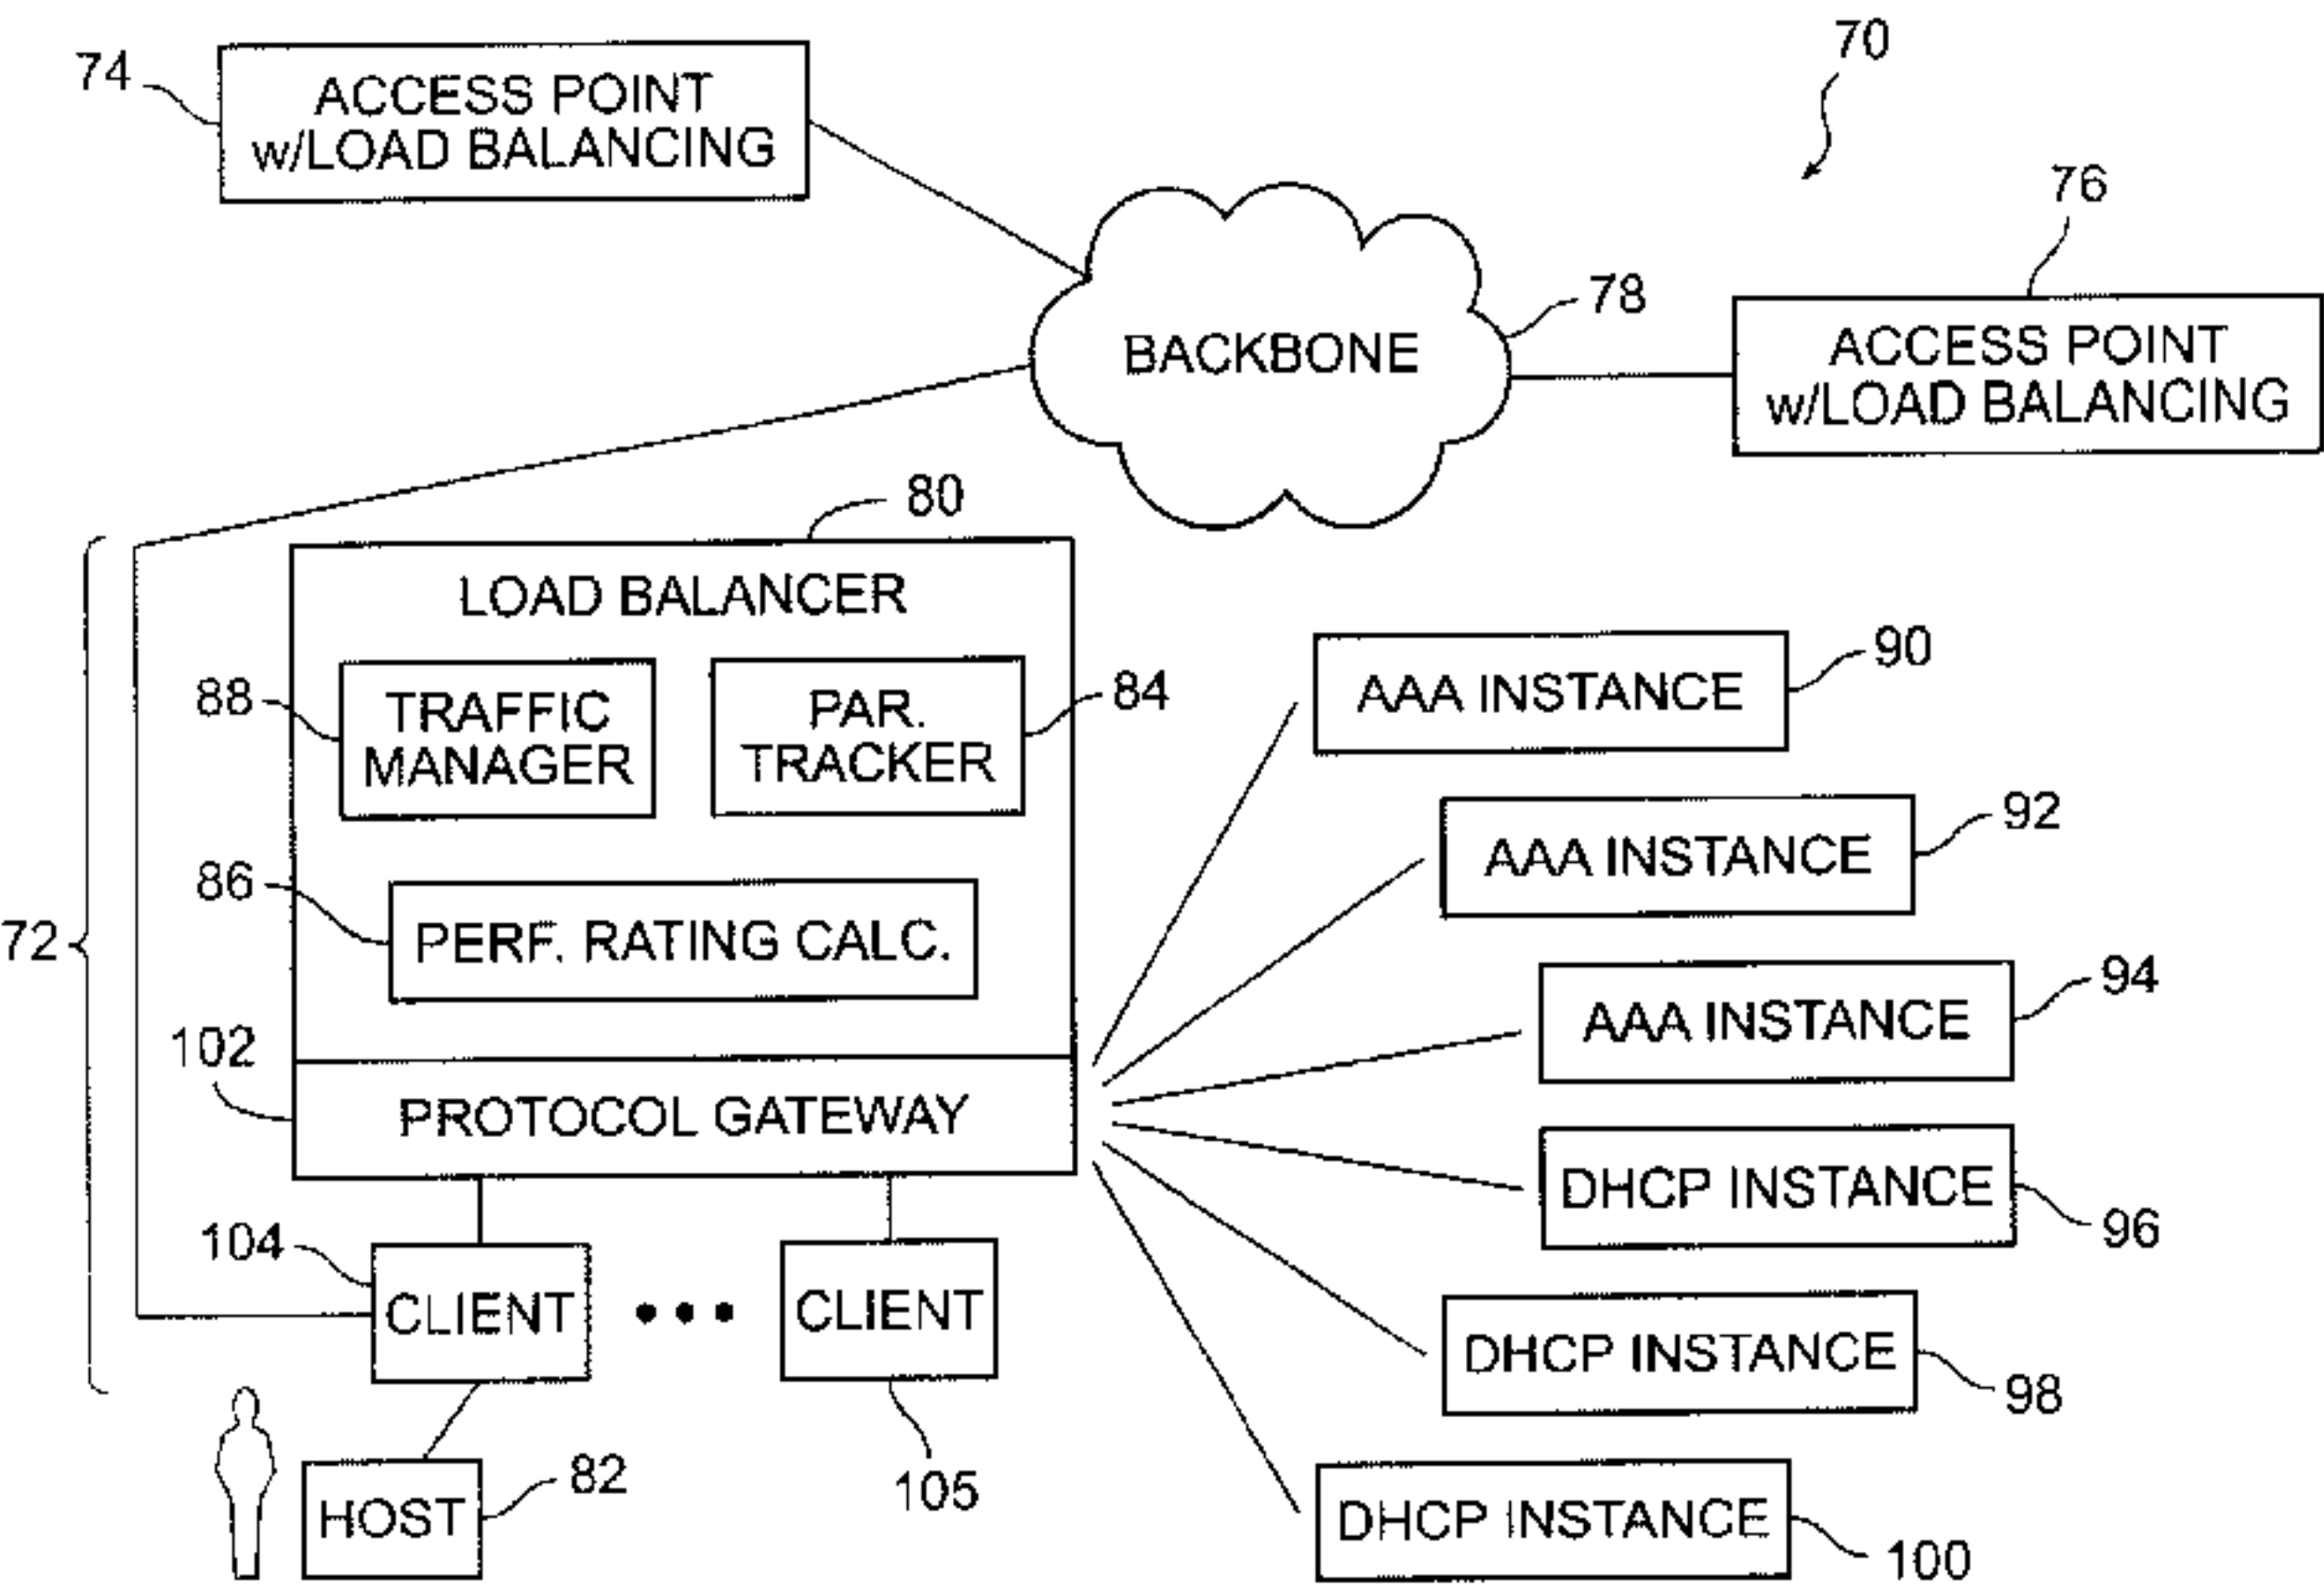 70
74
ACCESS POINT
w/LOAD BALANCING
76
78
BACKBONE
ACCESS POINT
w/LOAD BALANCING
80
LOAD BALANCER
88
TRAFFIC
MANAGER
PAR.
TRACKER
84
86
PERF. RATING CALC.
72
102
PROTOCOL GATEWAY
104
CLIENT
CLIENT
105
HOST
82
AAA INSTANCE
90
AAA INSTANCE
92
AAA INSTANCE
94
DHCP INSTANCE
96
DHCP INSTANCE
98
DHCP INSTANCE
100